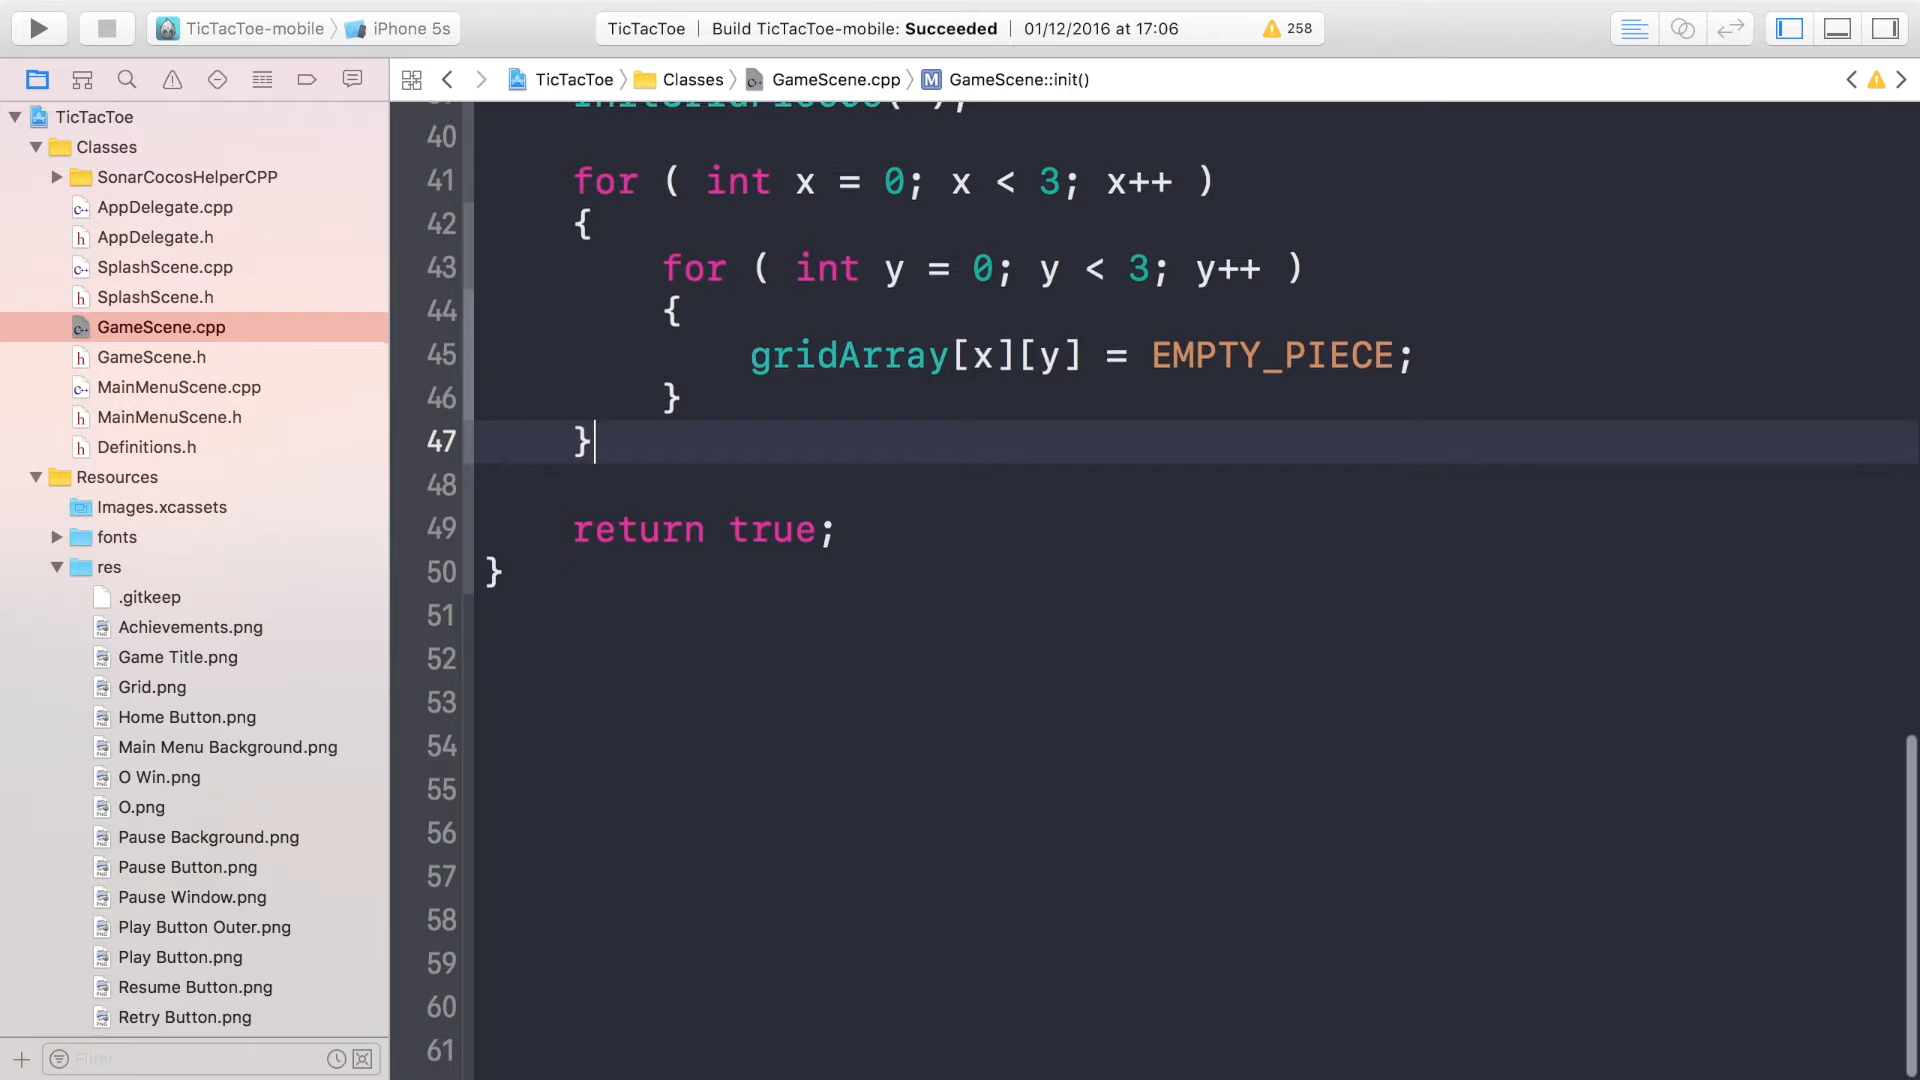 TicTacToe-mobile iPhone 5s
TicTacToe Build TicTacToe-mobile: Succeeded 01/12/2016 at 17:06 258
TicTacToe Classes GameScene.cpp M GameScene::init()
TicTacToe
Classes
SonarCocosHelperCPP
AppDelegate.cpp
AppDelegate.h
SplashScene.cpp
SplashScene.h
GameScene.cpp
GameScene.h
MainMenuScene.cpp
MainMenuScene.h
Definitions.h
Resources
Images.xcassets
fonts
res
.gitkeep
Achievements.png
Game Title.png
Grid.png
Home Button.png
Main Menu Background.png
O Win.png
O.png
Pause Background.png
Pause Button.png
Pause Window.png
Play Button Outer.png
Play Button.png
Resume Button.png
Retry Button.png
Filter
40
41 for ( int x = 0; x < 3; x++ )
42 {
43 for ( int y = 0; y < 3; y++ )
44 {
45 gridArray[x][y] = EMPTY_PIECE;
46 }
47 }
48
49 return true;
50 }
51
52
53
54
55
56
57
58
59
60
61